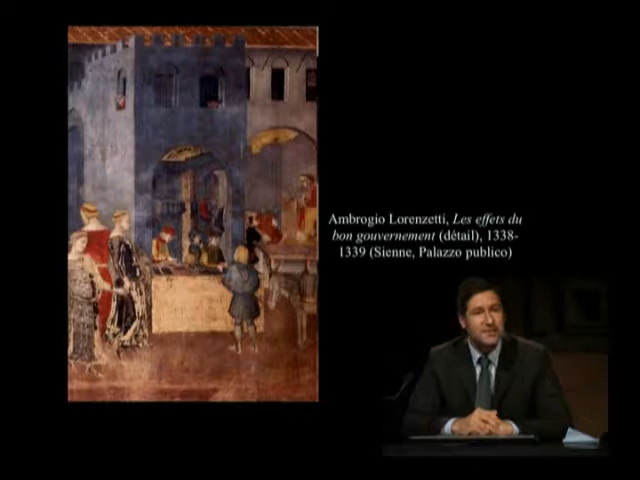 Ambrogio Lorenzetti, Les effets du
bon gouvernement (détail), 1338-
1339 (Sienne, Palazzo publico)